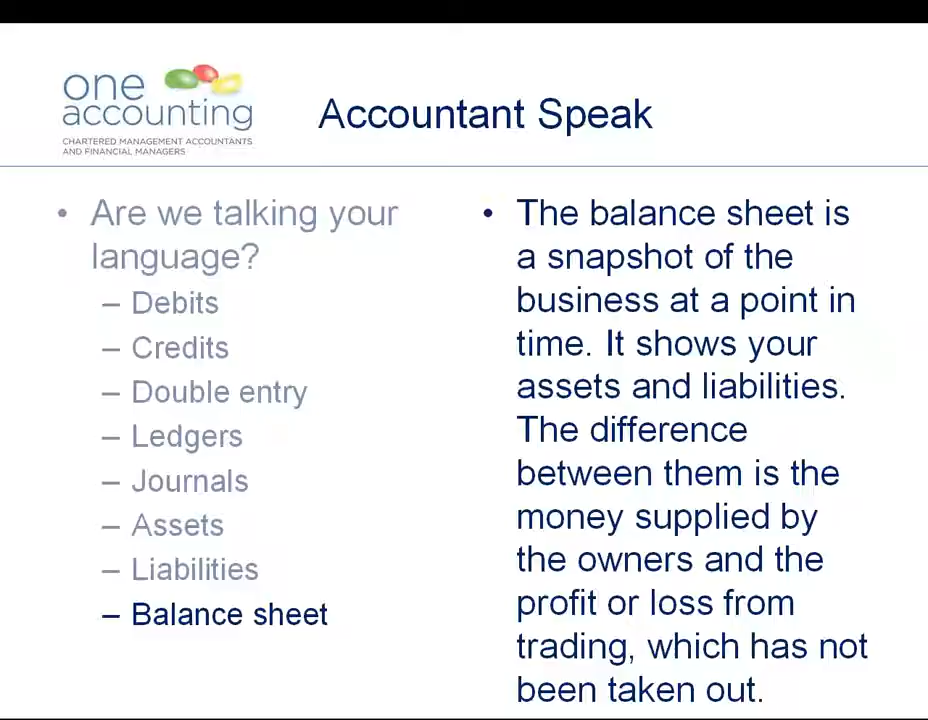 one
accounting
CHARTERED MANAGEMENT ACCOUNTANTS
AND FINANCIAL MANAGERS
Accountant Speak
• Are we talking your
language?
– Debits
– Credits
– Double entry
– Ledgers
– Journals
– Assets
– Liabilities
– Balance sheet
• The balance sheet is
a snapshot of the
business at a point in
time. It shows your
assets and liabilities.
The difference
between them is the
money supplied by
the owners and the
profit or loss from
trading, which has not
been taken out.